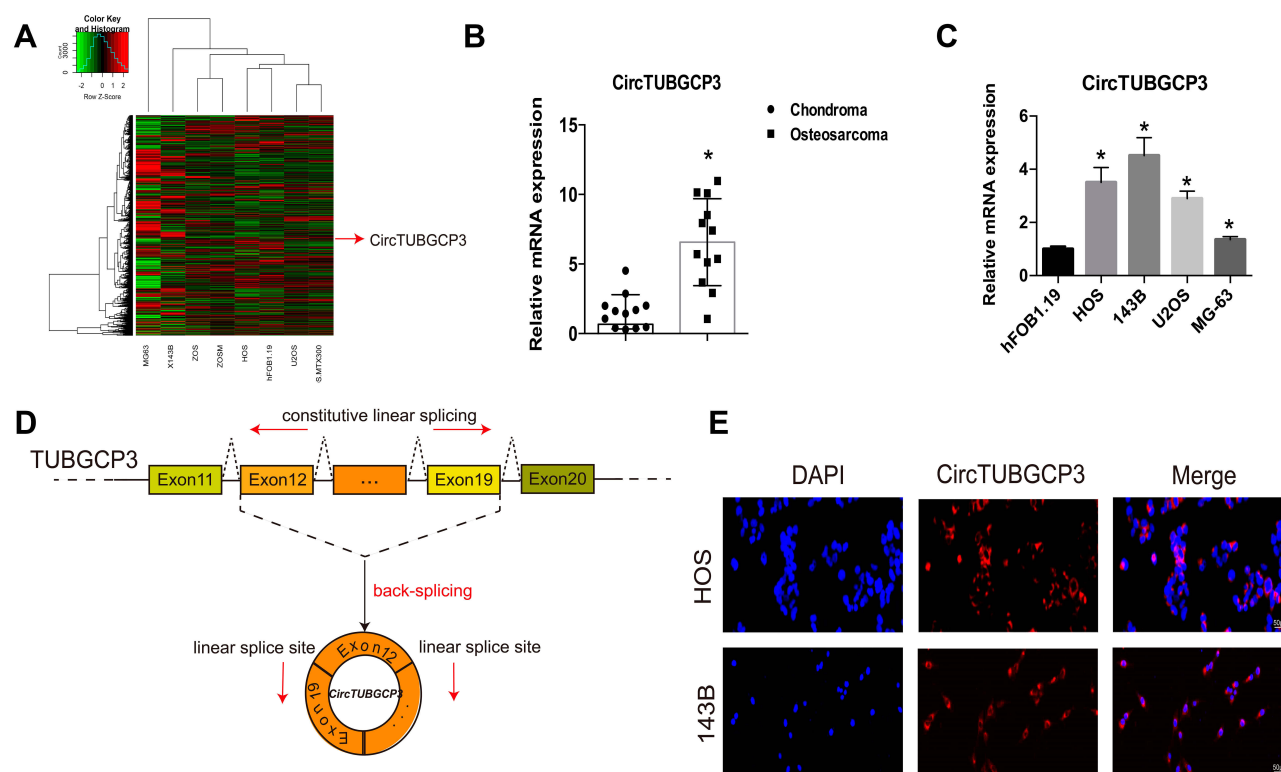 A
Color Key
and Histogram
Count
0 3000
-2 0 1 2
Row Z-Score
CircTUBGCP3
MG63
X143B
ZOS
ZOSM
HOS
hFOB1.19
U2OS
S.MTX300
B
CircTUBGCP3
Chondroma
Osteosarcoma
Relative mRNA expression
15
10
5
0
*
C
CircTUBGCP3
Relative mRNA expression
6
4
2
0
* * * *
hFOB1.19
HOS
143B
U2OS
MG-63
D
constitutive linear splicing
TUBGCP3
Exon11 Exon12 ... Exon19 Exon20
back-splicing
linear splice site
linear splice site
Exon12
Exon19
...
CircTUBGCP3
E
DAPI CircTUBGCP3 Merge
HOS
50
143B
50